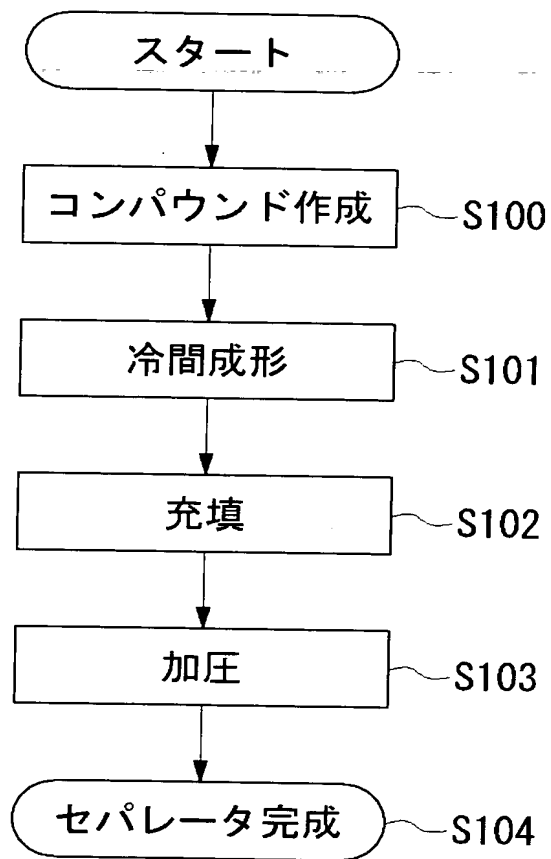 スタート
コンパウンド作成
S100
冷間成形
S101
充填
S102
加圧
S103
セパレータ完成
S104